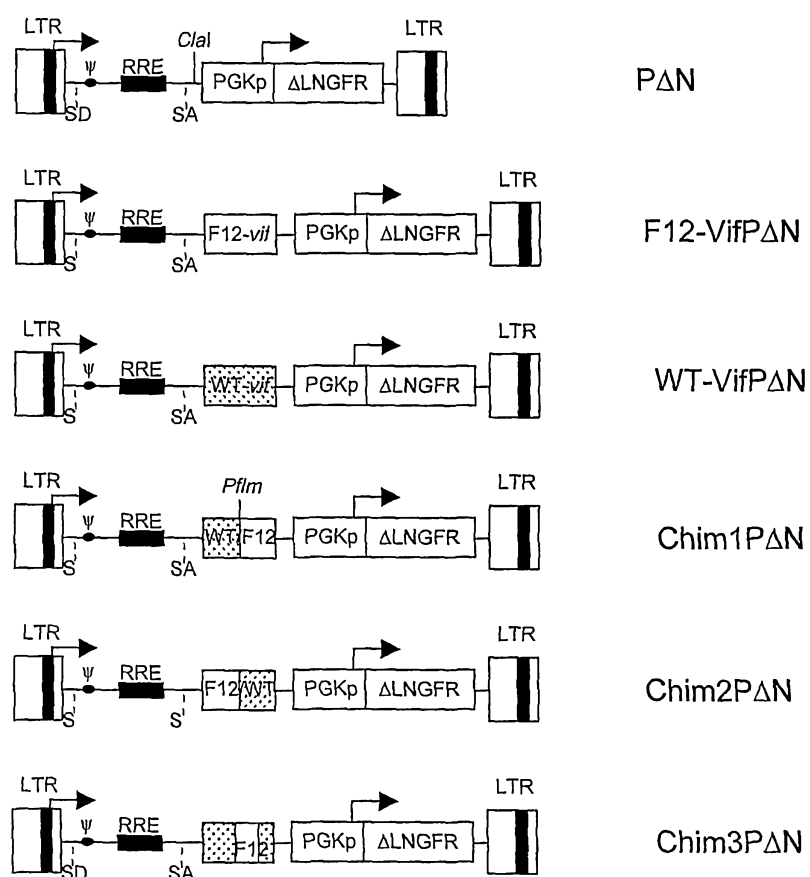 LTR ClaI LTR
ψ RRE PGKp ΔLNGFR PΔN
SD SA
LTR LTR
ψ RRE F12-vif PGKp ΔLNGFR F12-VifPΔN
S SA
LTR LTR
ψ RRE WT-vif PGKp ΔLNGFR WT-VifPΔN
S SA
LTR Pflm LTR
ψ RRE WT F12 PGKp ΔLNGFR Chim1PΔN
S SA
LTR LTR
ψ RRE F12 WT PGKp ΔLNGFR Chim2PΔN
S S
LTR LTR
ψ RRE F12 PGKp ΔLNGFR Chim3PΔN
SD SA